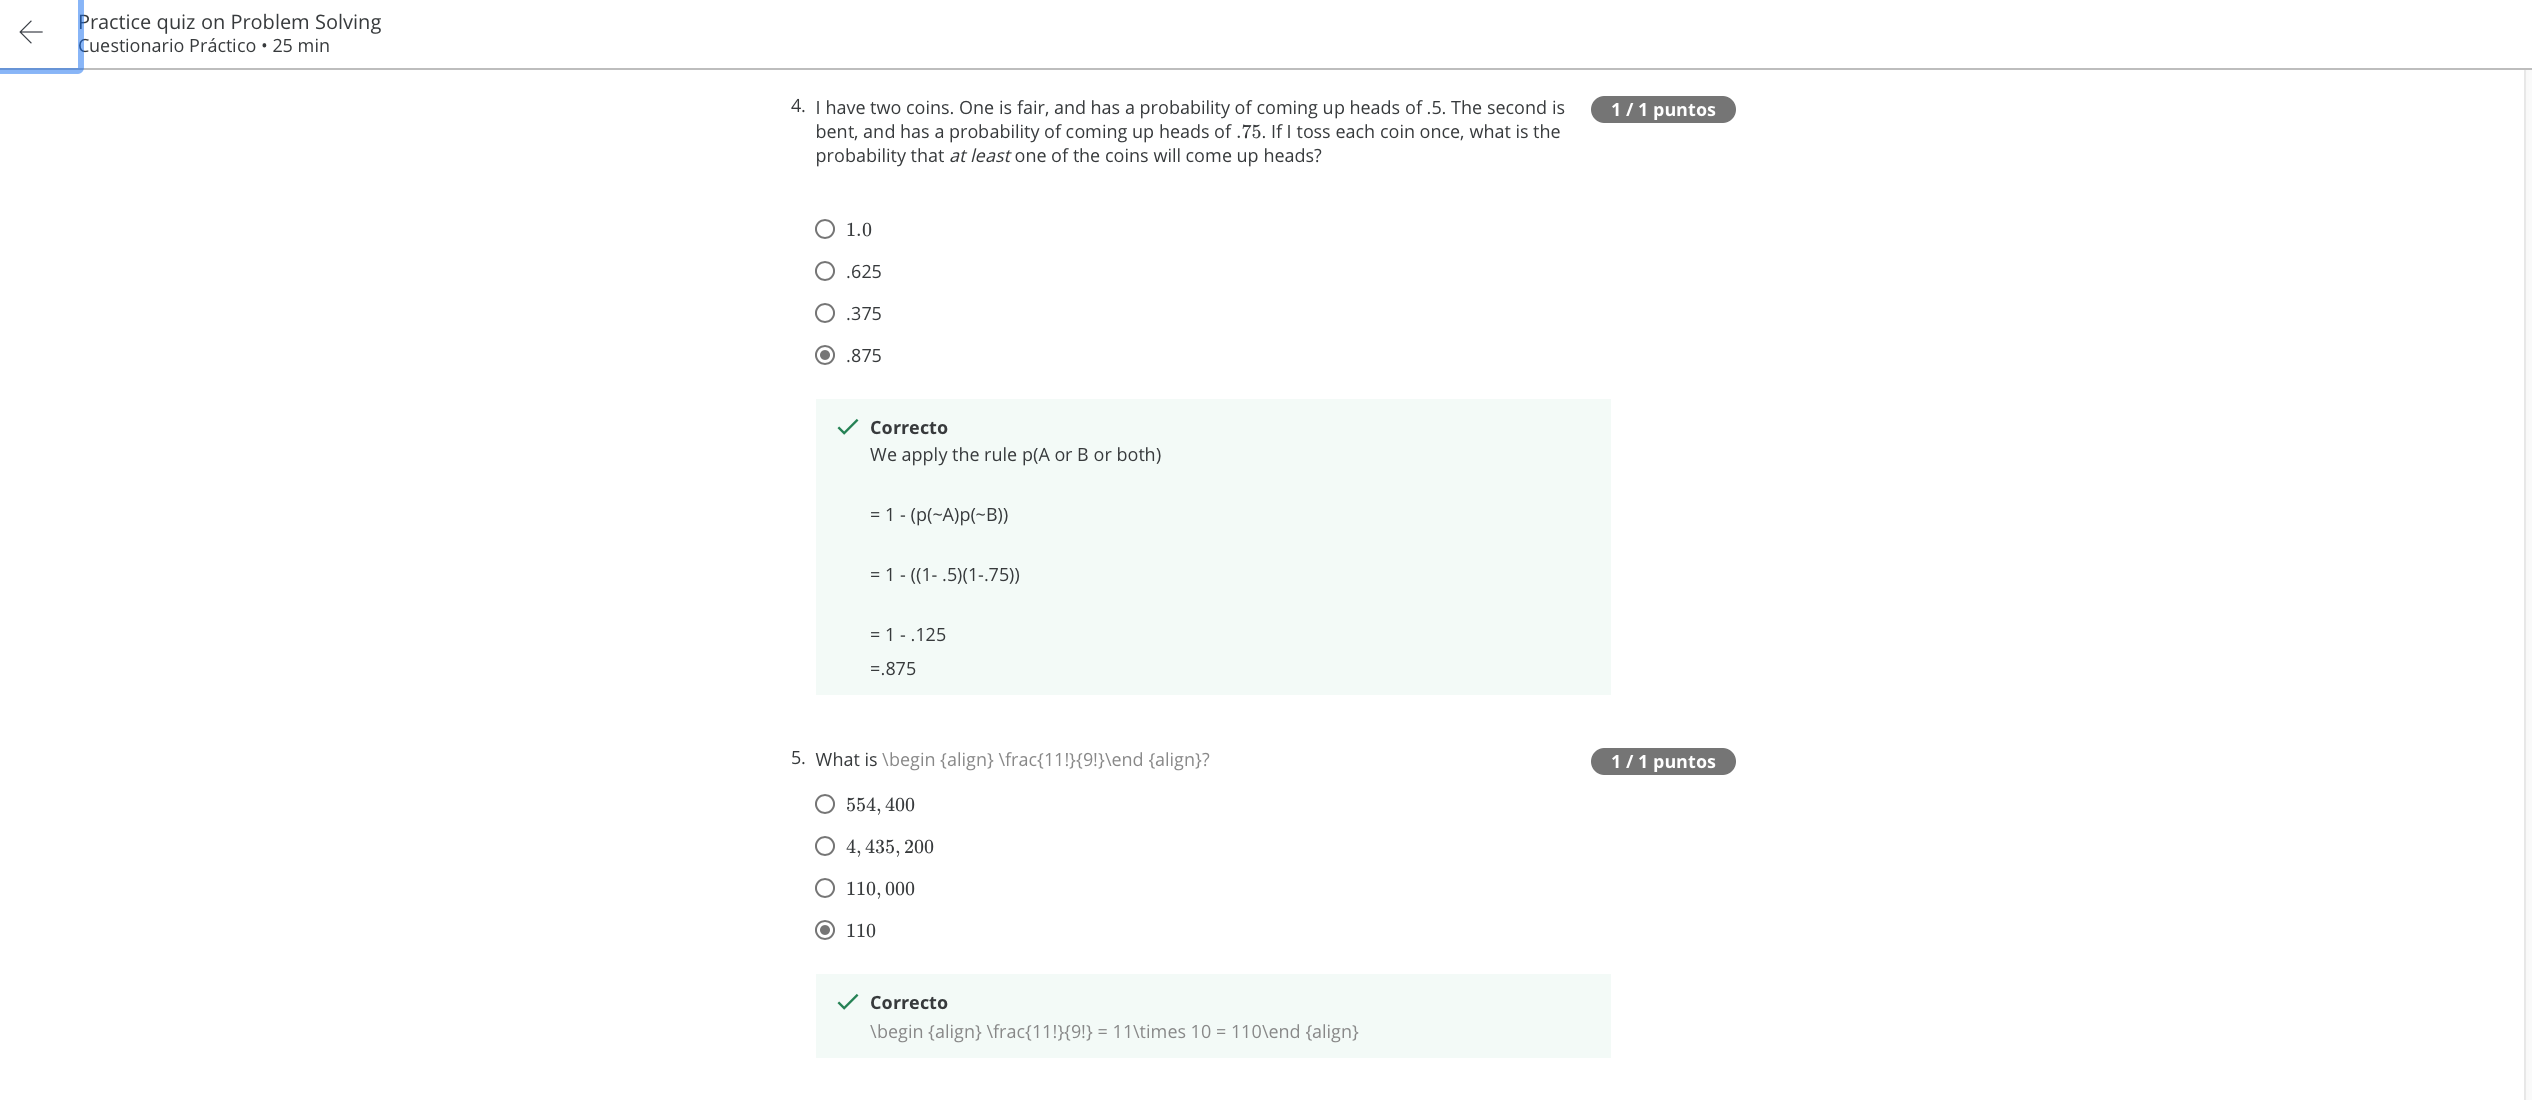 Practice quiz on Problem Solving
Cuestionario Práctico • 25 min
4. I have two coins. One is fair, and has a probability of coming up heads of .5. The second is
bent, and has a probability of coming up heads of .75. If I toss each coin once, what is the
probability that at least one of the coins will come up heads?
1 / 1 puntos
1.0
.625
.375
.875
Correcto
We apply the rule p(A or B or both)
= 1 - (p(~A)p(~B))
= 1 - ((1- .5)(1-.75))
= 1 - .125
=.875
5. What is \begin {align} \frac{11!}{9!}\end {align}?
1 / 1 puntos
554, 400
4, 435, 200
110, 000
110
Correcto
\begin {align} \frac{11!}{9!} = 11\times 10 = 110\end {align}